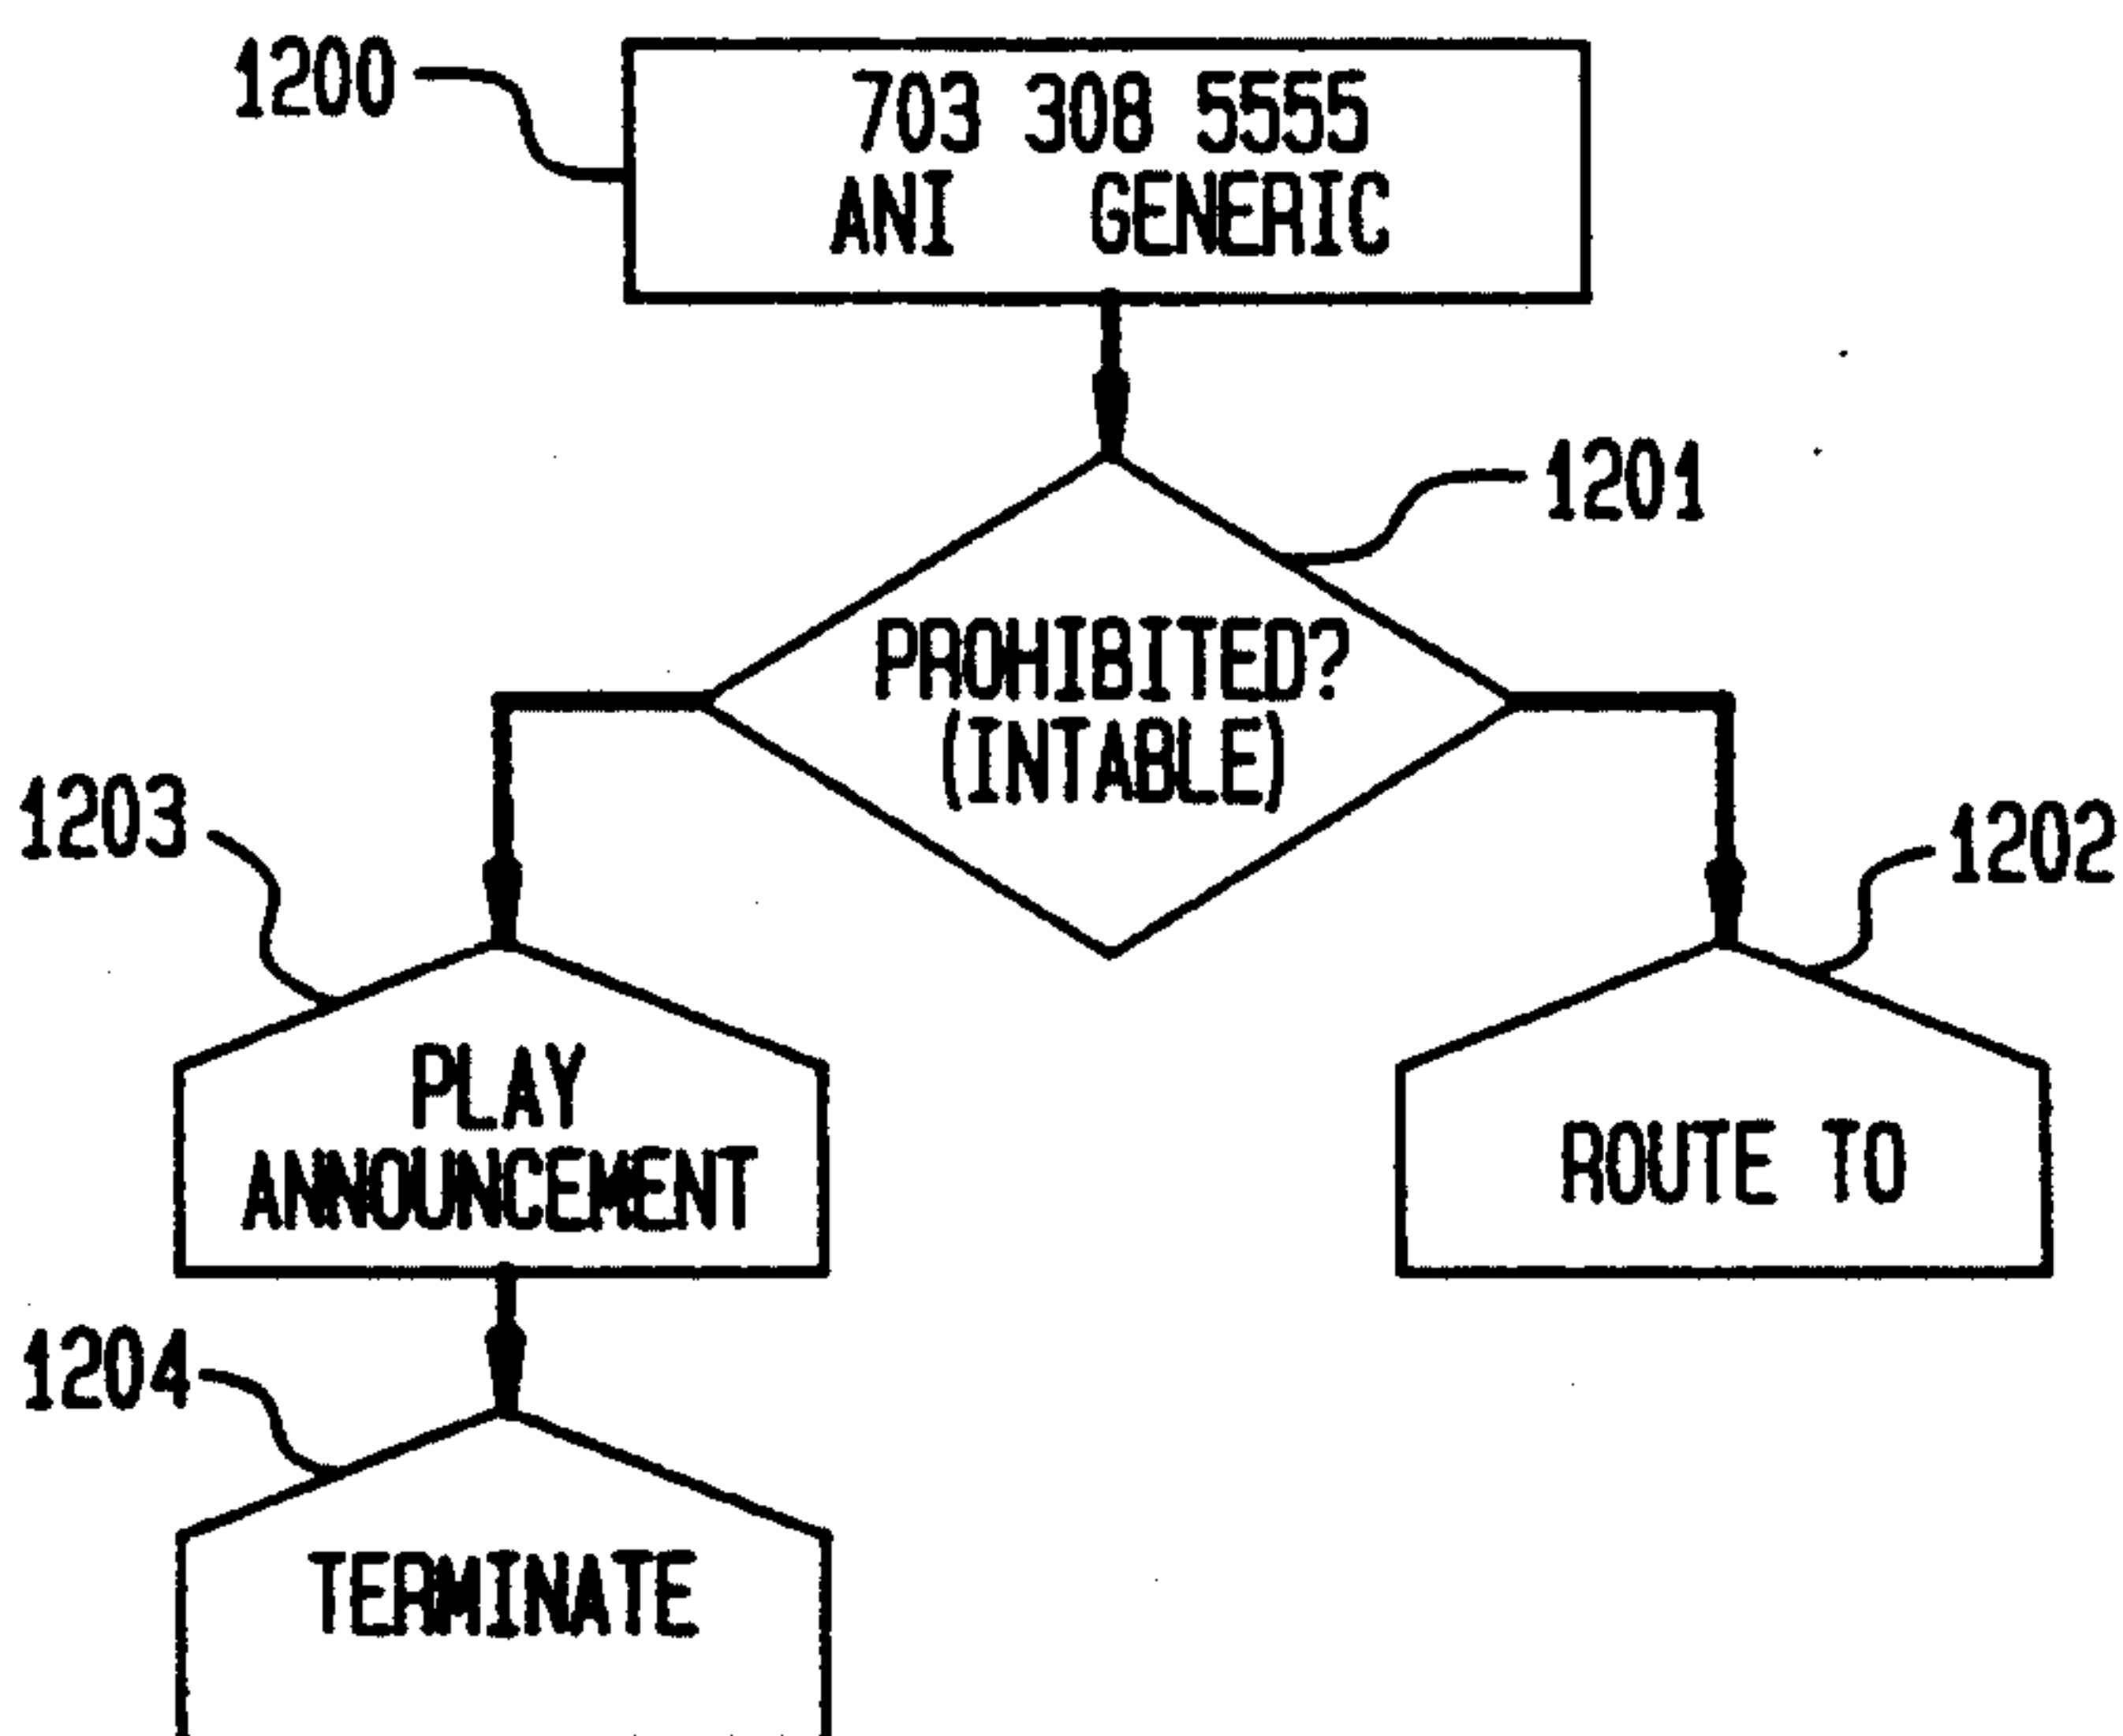 1200
703 308 5555
ANI GENERIC
1201
PROHIBITED?
(INTABLE)
1203
1202
PLAY
ANNOUNCEMENT
ROUTE TO
1204
TERMINATE